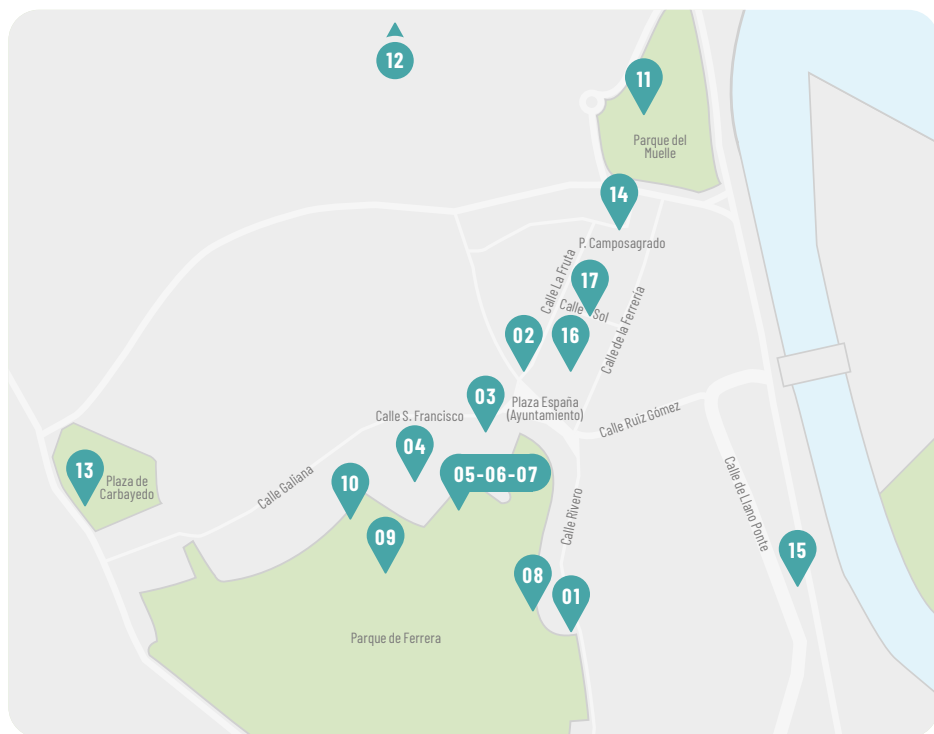 12
11
Parque del
Muelle
14
P. Camposagrado
Calle La Fruta
17
Calle
Sol
Calle de la Ferrería
02
16
03
Plaza España
(Ayuntamiento)
Calle S. Francisco
Calle Ruiz Gómez
04
13
Plaza de
Carbayedo
05-06-07
Calle Galiana
10
Calle Rivero
Calle de Llano Ponte
09
15
08
01
Parque de Ferrera